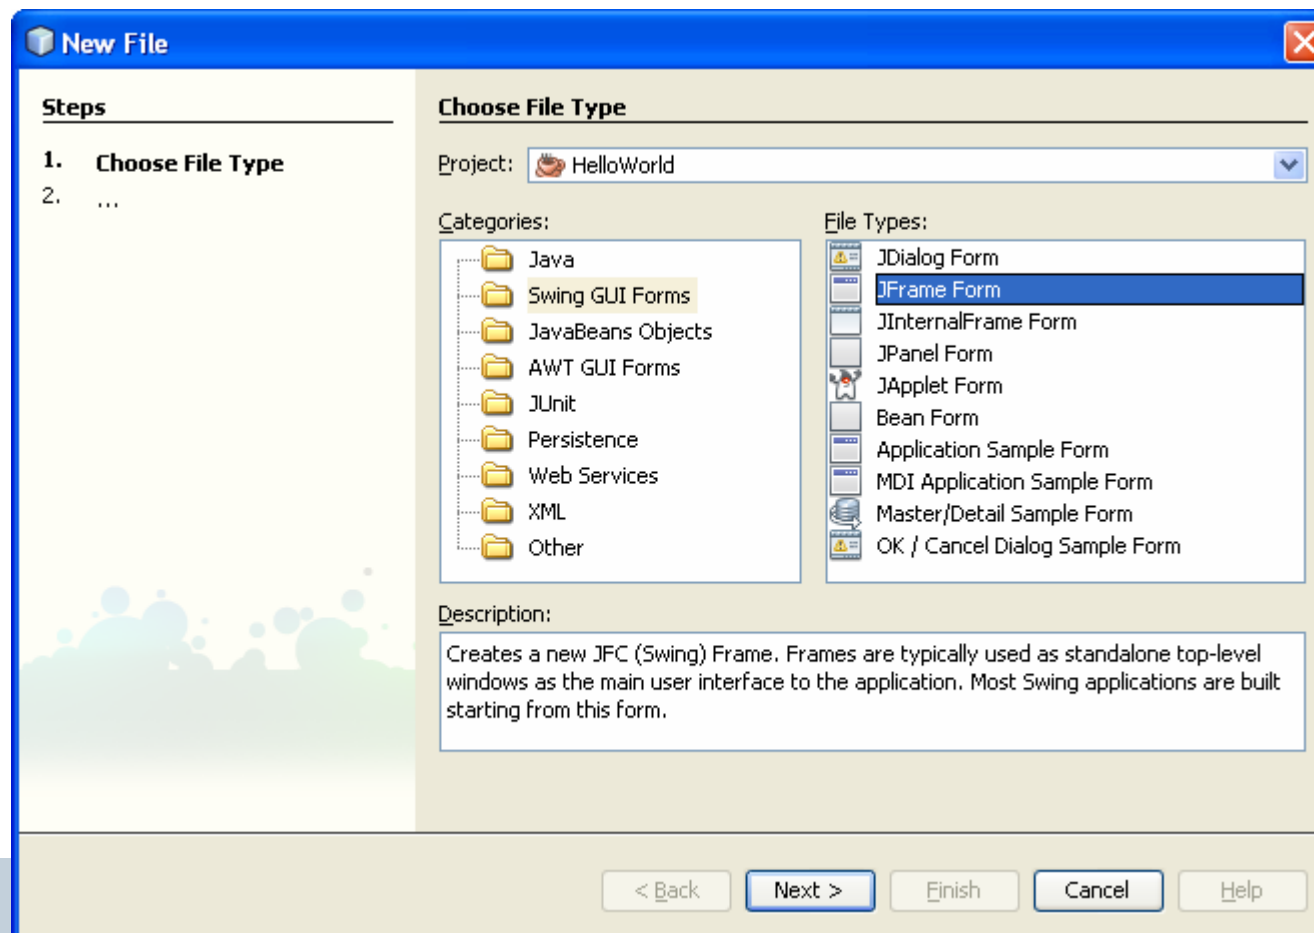 New File
Steps
1. Choose File Type
2. ...
Choose File Type
Project: HelloWorld
Categories:
Java
Swing GUI Forms
JavaBeans Objects
AWT GUI Forms
JUnit
Persistence
Web Services
XML
Other
File Types:
JDialog Form
JFrame Form
JInternalFrame Form
JPanel Form
JApplet Form
Bean Form
Application Sample Form
MDI Application Sample Form
Master/Detail Sample Form
OK / Cancel Dialog Sample Form
Description:
Creates a new JFC (Swing) Frame. Frames are typically used as standalone top-level
windows as the main user interface to the application. Most Swing applications are built
starting from this form.
< Back
Next >
Finish
Cancel
Help